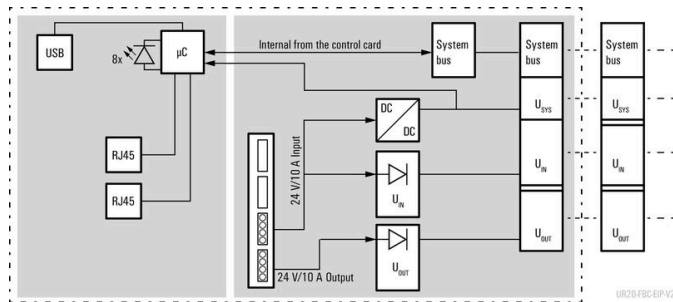 USB
8x
µC
Internal from the control card
System
bus
System
bus
System
bus
DC
DC
U SYS
U SYS
RJ45
24 V/10 A Input
U IN
U IN
U IN
RJ45
24 V/10 A Output
U OUT
U OUT
U OUT
UR20-FBC-EIP-V2